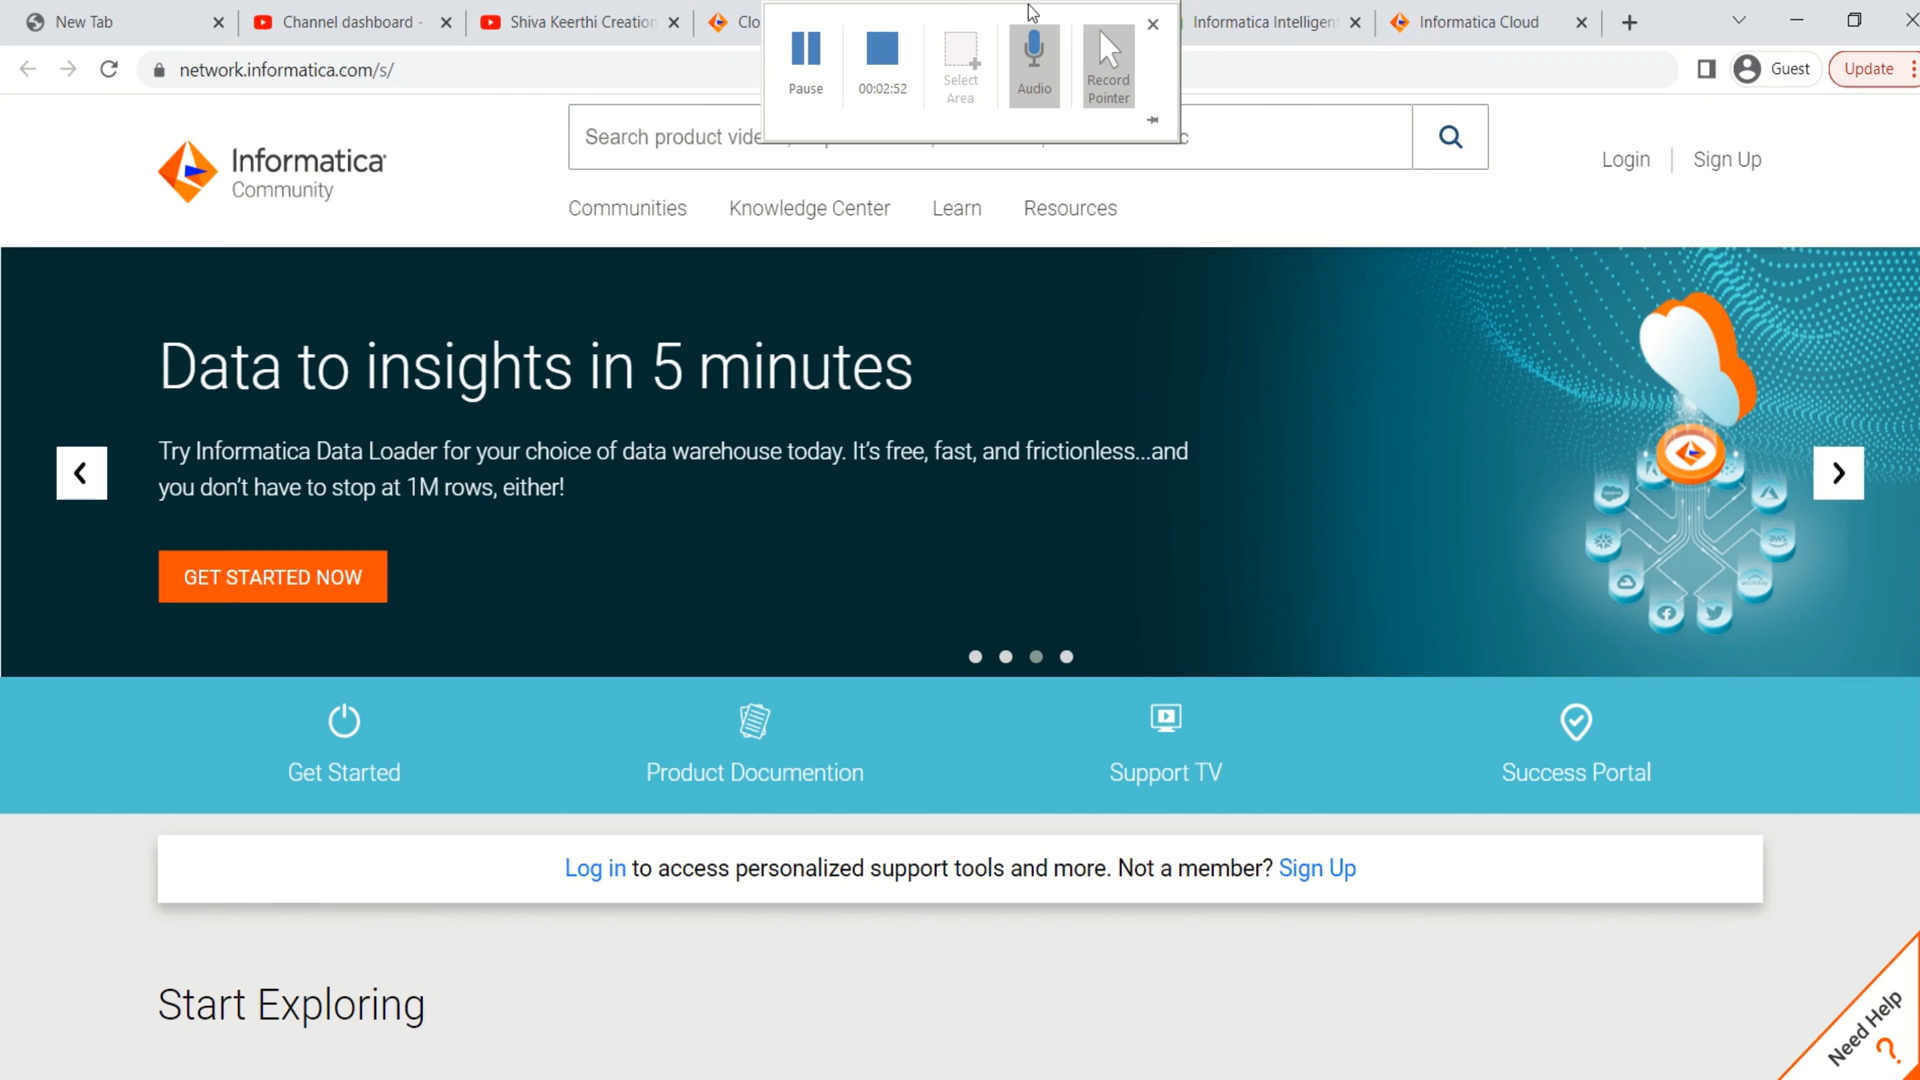 New Tab
Channel dashboard -
Shiva Keerthi Creation
Clo
Informatica Intelligen
Informatica Cloud
network.informatica.com/s/
Guest
Update
Pause
00:02:52
Select
Area
Audio
Record
Pointer
Informatica
Community
Search product vide
Login
Sign Up
Communities
Knowledge Center
Learn
Resources
Data to insights in 5 minutes
Try Informatica Data Loader for your choice of data warehouse today. It's free, fast, and frictionless...and
you don't have to stop at 1M rows, either!
GET STARTED NOW
aws
Get Started
Product Documention
Support TV
Success Portal
Log in to access personalized support tools and more. Not a member? Sign Up
Start Exploring
Need Help
?